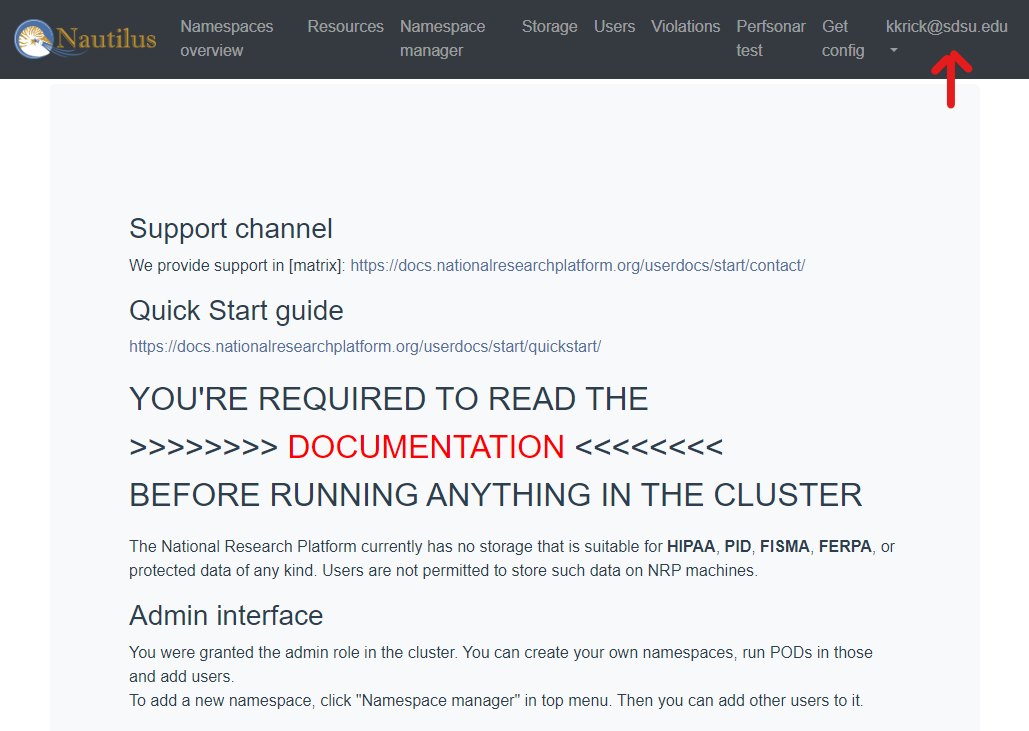 Nautilus
Namespaces overview
Resources
Namespace manager
Storage
Users
Violations
Perfsonar test
Get config
kkrick@sdsu.edu
Support channel
We provide support in [matrix]: https://docs.nationalresearchplatform.org/userdocs/start/contact/
Quick Start guide
https://docs.nationalresearchplatform.org/userdocs/start/quickstart/
YOU'RE REQUIRED TO READ THE
>>>>>>>> DOCUMENTATION <<<<<<<<
BEFORE RUNNING ANYTHING IN THE CLUSTER
The National Research Platform currently has no storage that is suitable for HIPAA, PID, FISMA, FERPA, or
protected data of any kind. Users are not permitted to store such data on NRP machines.
Admin interface
You were granted the admin role in the cluster. You can create your own namespaces, run PODs in those
and add users.
To add a new namespace, click "Namespace manager" in top menu. Then you can add other users to it.